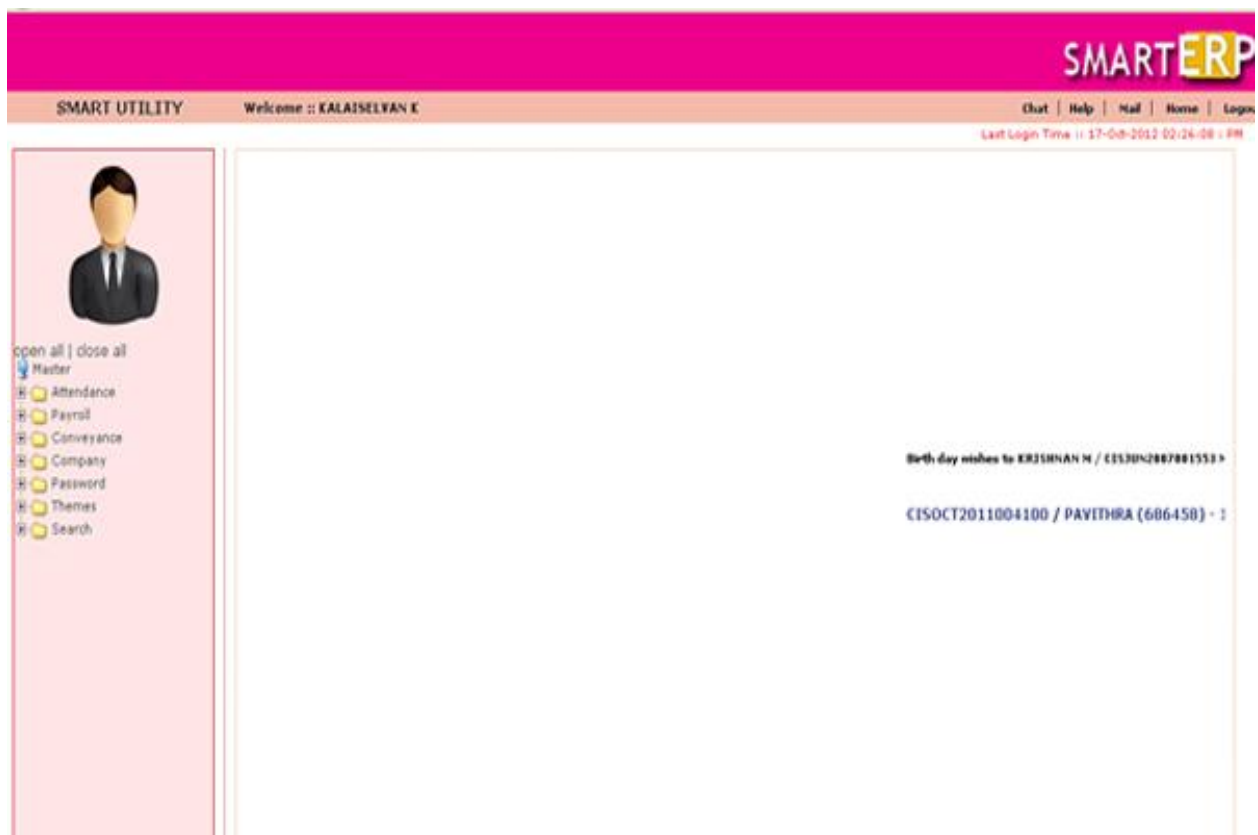 SMARTERP
SMART UTILITY
Welcome :: KALAISELVAN K
Chat | Help | Mail | Home | Logou
Last Login Time :: 17-Oct-2012 02:26:08 : PM
open all | close all
Master
Attendance
Payroll
Conveyance
Company
Password
Themes
Search
Birth day wishes to KRISHNAN M / CISJUN2007001553
CISOCT2011004100 / PAVITHRA (686458) -